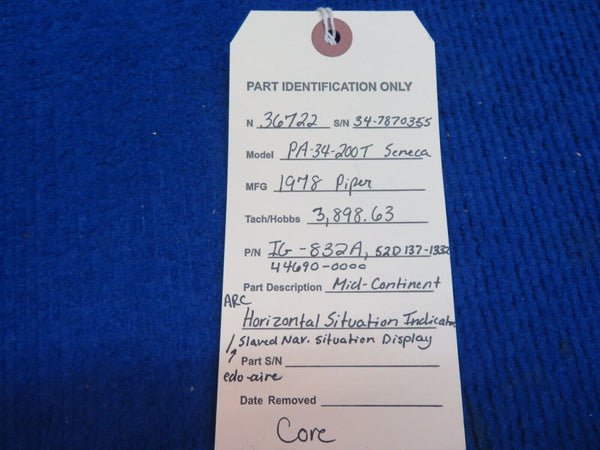 PART IDENTIFICATION ONLY
N 36722 S/N 34-7870355
Model PA-34-200T Seneca
MFG 1978 Piper
Tach/Hobbs 3,898.63
P/N IG-832A, 52D137-1332
44690-0000
Part Description Mid-Continent
ARC
Horizontal Situation Indicator
/ Slaved Nav. Situation Display
Part S/N
edo-aire
Date Removed
Core